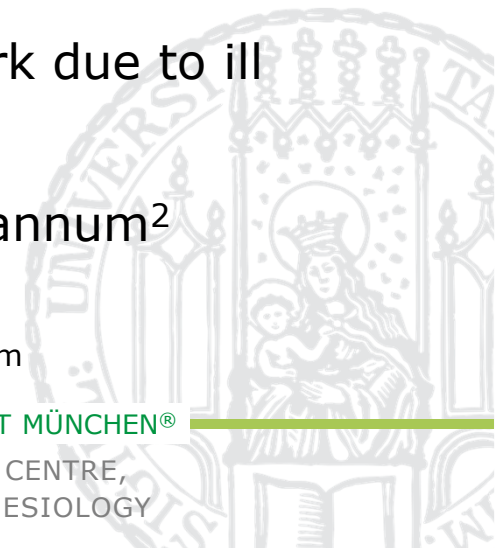 rk due to ill
annum2
m
T MÜNCHEN®
CENTRE,
ESIOLOGY